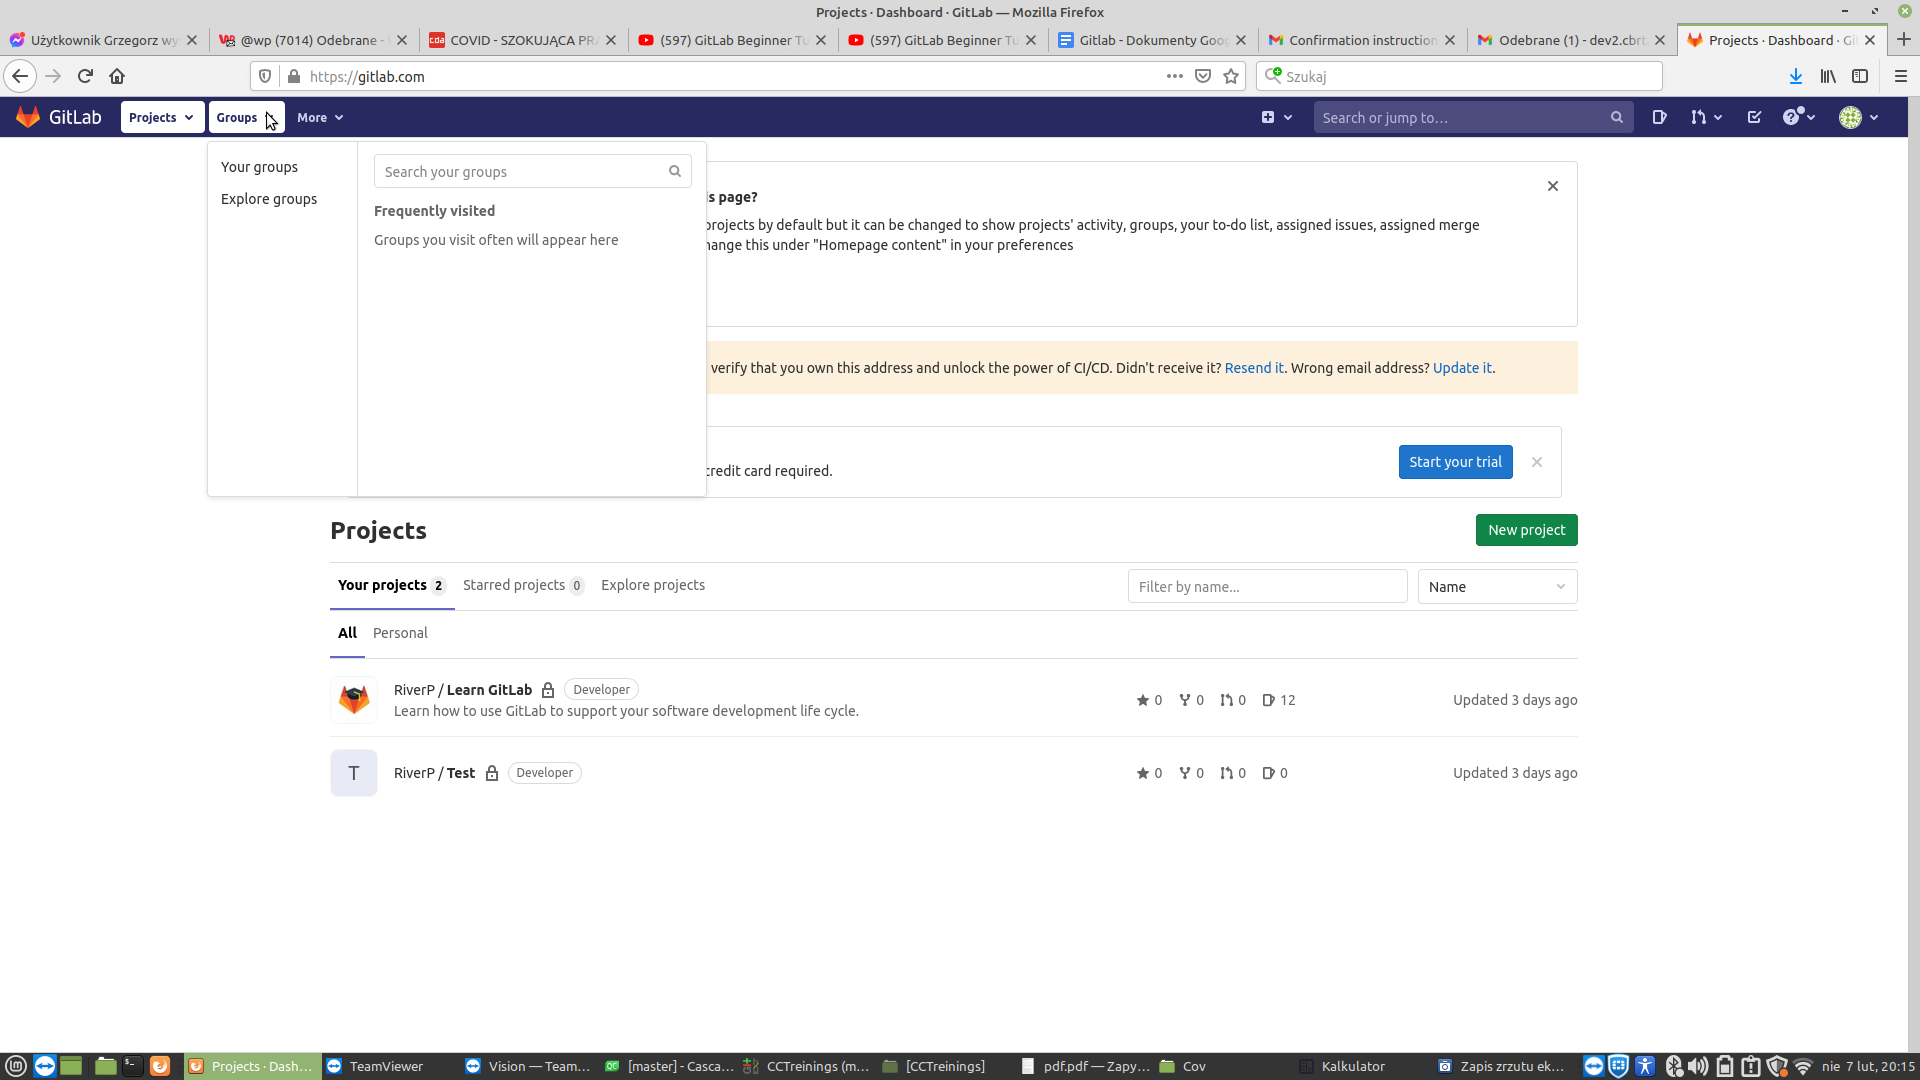 Projects · Dashboard · GitLab — Mozilla Firefox
Użytkownik Grzegorz wy
@wp (7014) Odebrane -
COVID - SZOKUJĄCA PR
(597) GitLab Beginner Tu
(597) GitLab Beginner Tu
Gitlab - Dokumenty Goog
Confirmation instruction
Odebrane (1) - dev2.cbrt
Projects · Dashboard · Gi
https://gitlab.com
Szukaj
GitLab
Projects
Groups
More
Search or jump to…
Your groups
Explore groups
Search your groups
Frequently visited
Groups you visit often will appear here
s page?
projects by default but it can be changed to show projects' activity, groups, your to-do list, assigned issues, assigned merge
hange this under "Homepage content" in your preferences
verify that you own this address and unlock the power of CI/CD. Didn't receive it? Resend it. Wrong email address? Update it.
credit card required.
Start your trial
Projects
New project
Your projects 2
Starred projects 0
Explore projects
Filter by name...
Name
All
Personal
RiverP / Learn GitLab
Developer
0 0 0 12
Updated 3 days ago
Learn how to use GitLab to support your software development life cycle.
T
RiverP / Test
Developer
0 0 0 0
Updated 3 days ago
Projects · Dash...
TeamViewer
Vision — Team...
[master] - Casca...
CCTreinings (m...
[CCTreinings]
pdf.pdf — Zapy...
Cov
Kalkulator
Zapis zrzutu ek...
nie 7 lut, 20:15